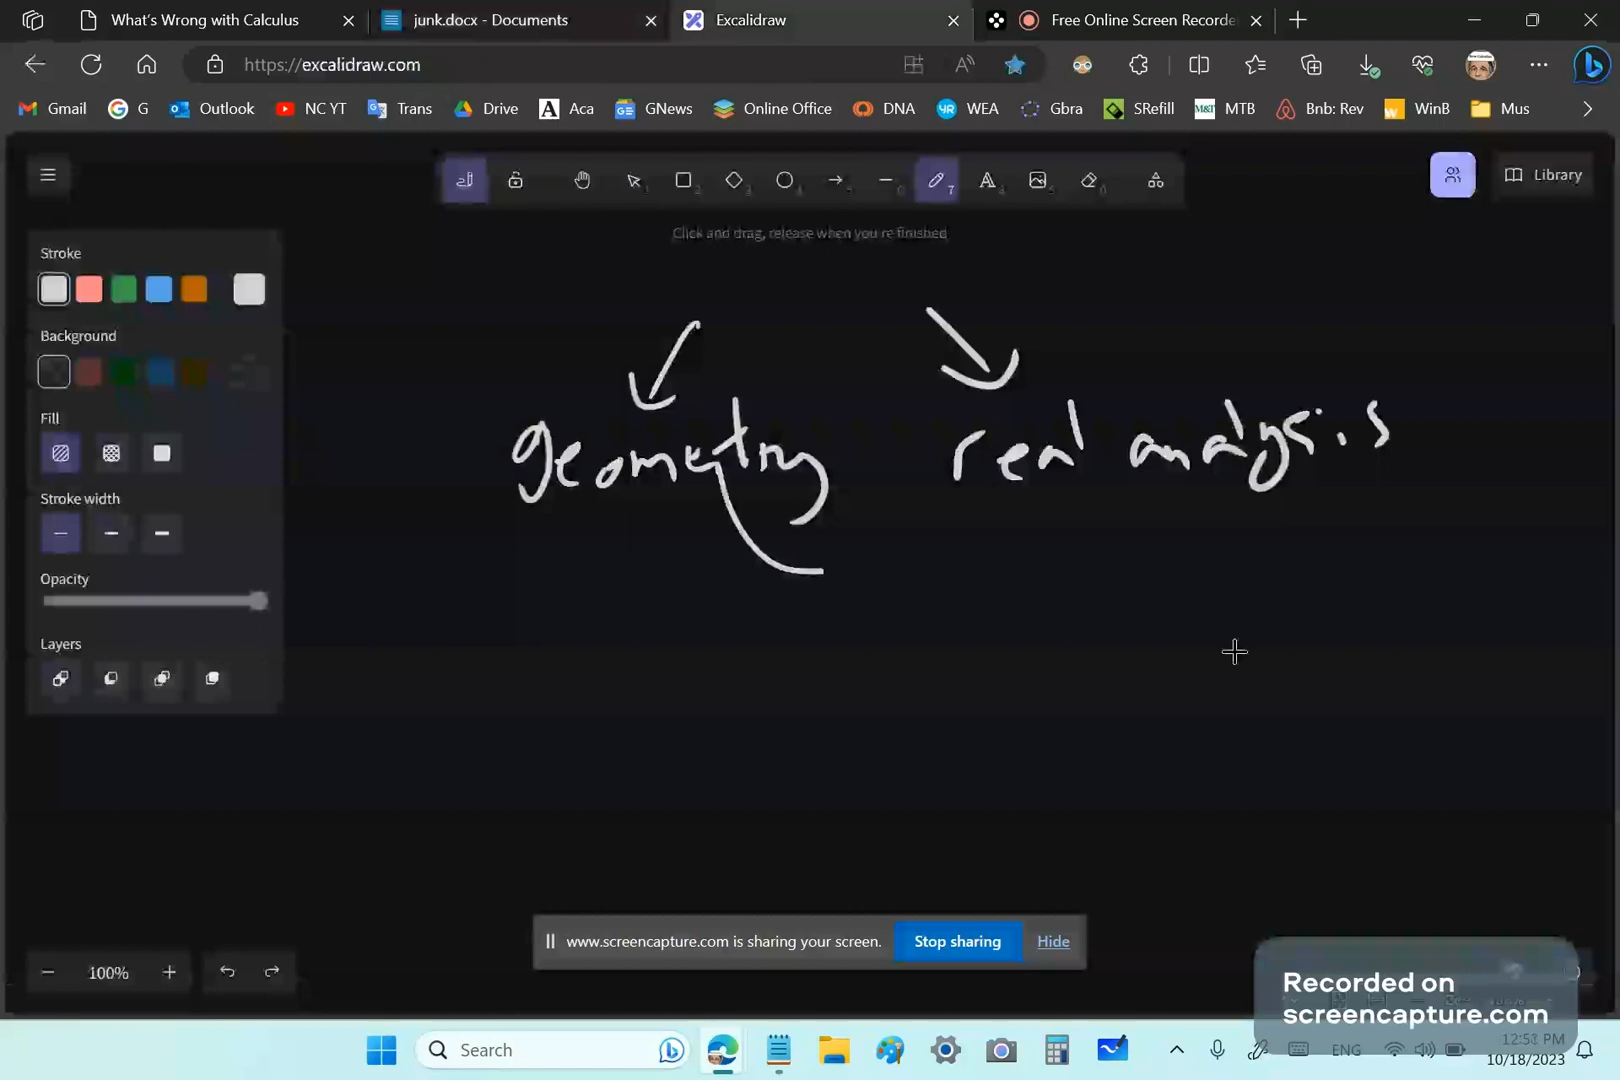 What's Wrong with Calculus
junk.docx - Documents
Excalidraw
Free Online Screen Recorde
https://excalidraw.com
Gmail G Outlook NC YT Trans Drive Aca GNews Online Office DNA WEA Gbra SRefill M&T MTB Bnb: Rev WinB Mus
Library
Click and drag, release when you're finished
Stroke
Background
Fill
Stroke width
Opacity
Layers
geometry real analysis
www.screencapture.com is sharing your screen. Stop sharing Hide
100%
Recorded on
screencapture.com
Search
ENG
10/18/2023